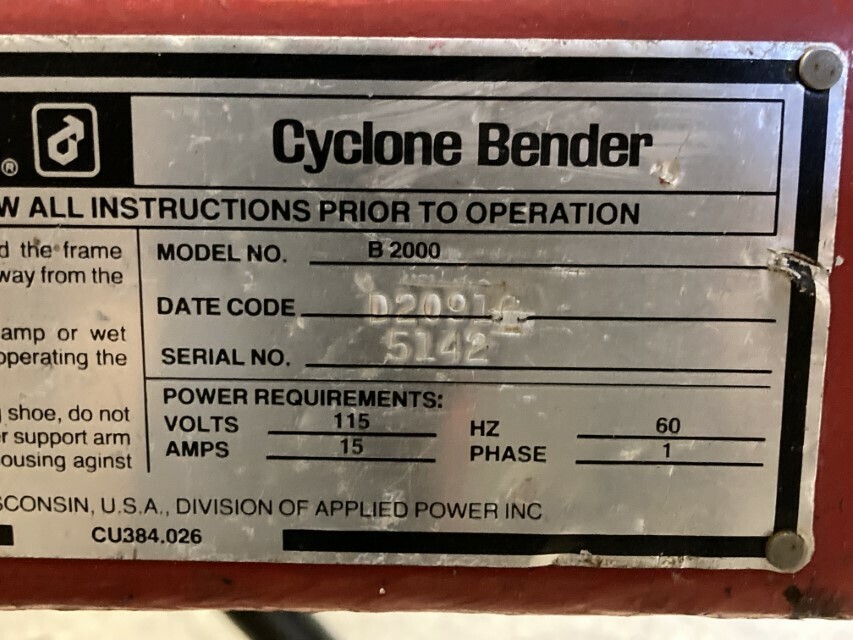 ®
Cyclone Bender
W ALL INSTRUCTIONS PRIOR TO OPERATION
d the frame
way from the
amp or wet
operating the
shoe, do not
r support arm
ousing aginst
MODEL NO. B 2000
DATE CODE
SERIAL NO. 5142
POWER REQUIREMENTS:
VOLTS 115 HZ 60
AMPS 15 PHASE 1
SCONSIN, U.S.A., DIVISION OF APPLIED POWER INC
CU384.026